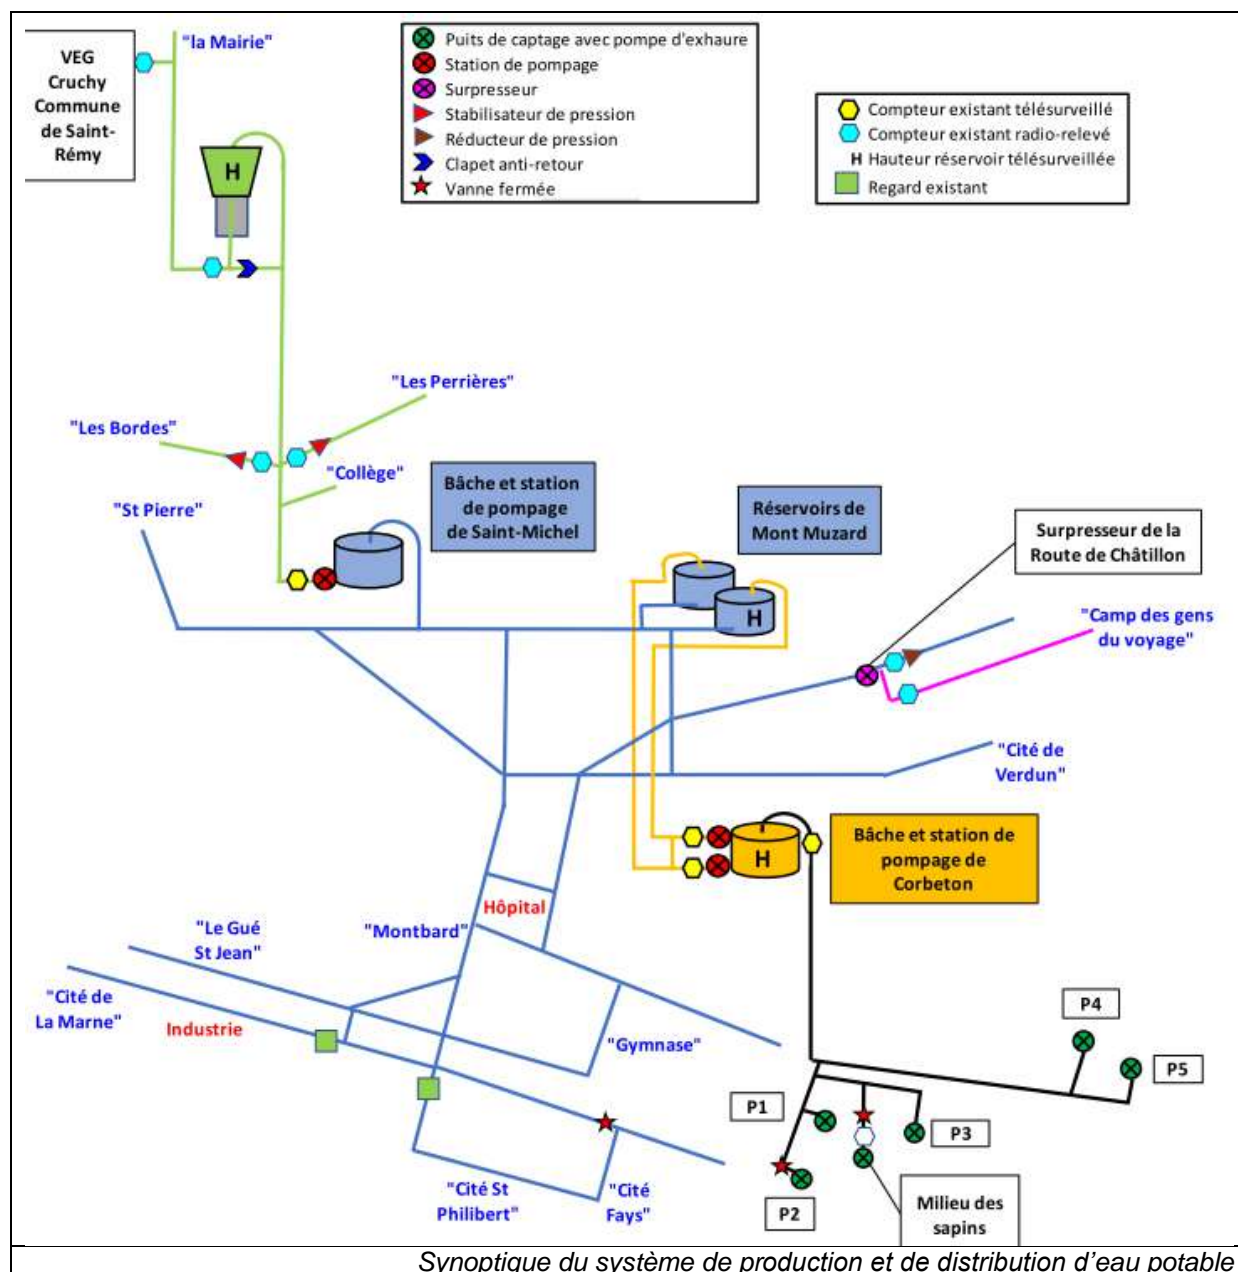 VEG
Cruchy
Commune
de Saint-
Rémy
"la Mairie"
Puits de captage avec pompe d'exhaure
Station de pompage
Surpresseur
Stabilisateur de pression
Réducteur de pression
Clapet anti-retour
Vanne fermée
Compteur existant télésurveillé
Compteur existant radio-relevé
H Hauteur réservoir télésurveillée
Regard existant
H
"Les Perrières"
"Les Bordes"
"Collège"
"St Pierre"
Bâche et station
de pompage
de Saint-Michel
Réservoirs de
Mont Muzard
Surpresseur de la
Route de Châtillon
H
"Camp des gens
du voyage"
"Cité de
Verdun"
H
Bâche et station de
pompage de
Corbeton
Hôpital
"Le Gué
St Jean"
"Montbard"
"Cité de
La Marne"
Industrie
"Gymnase"
P4
P5
P1
P3
P2
Milieu des
sapins
"Cité St
Philibert"
"Cité
Fays"
Synoptique du système de production et de distribution d'eau potable